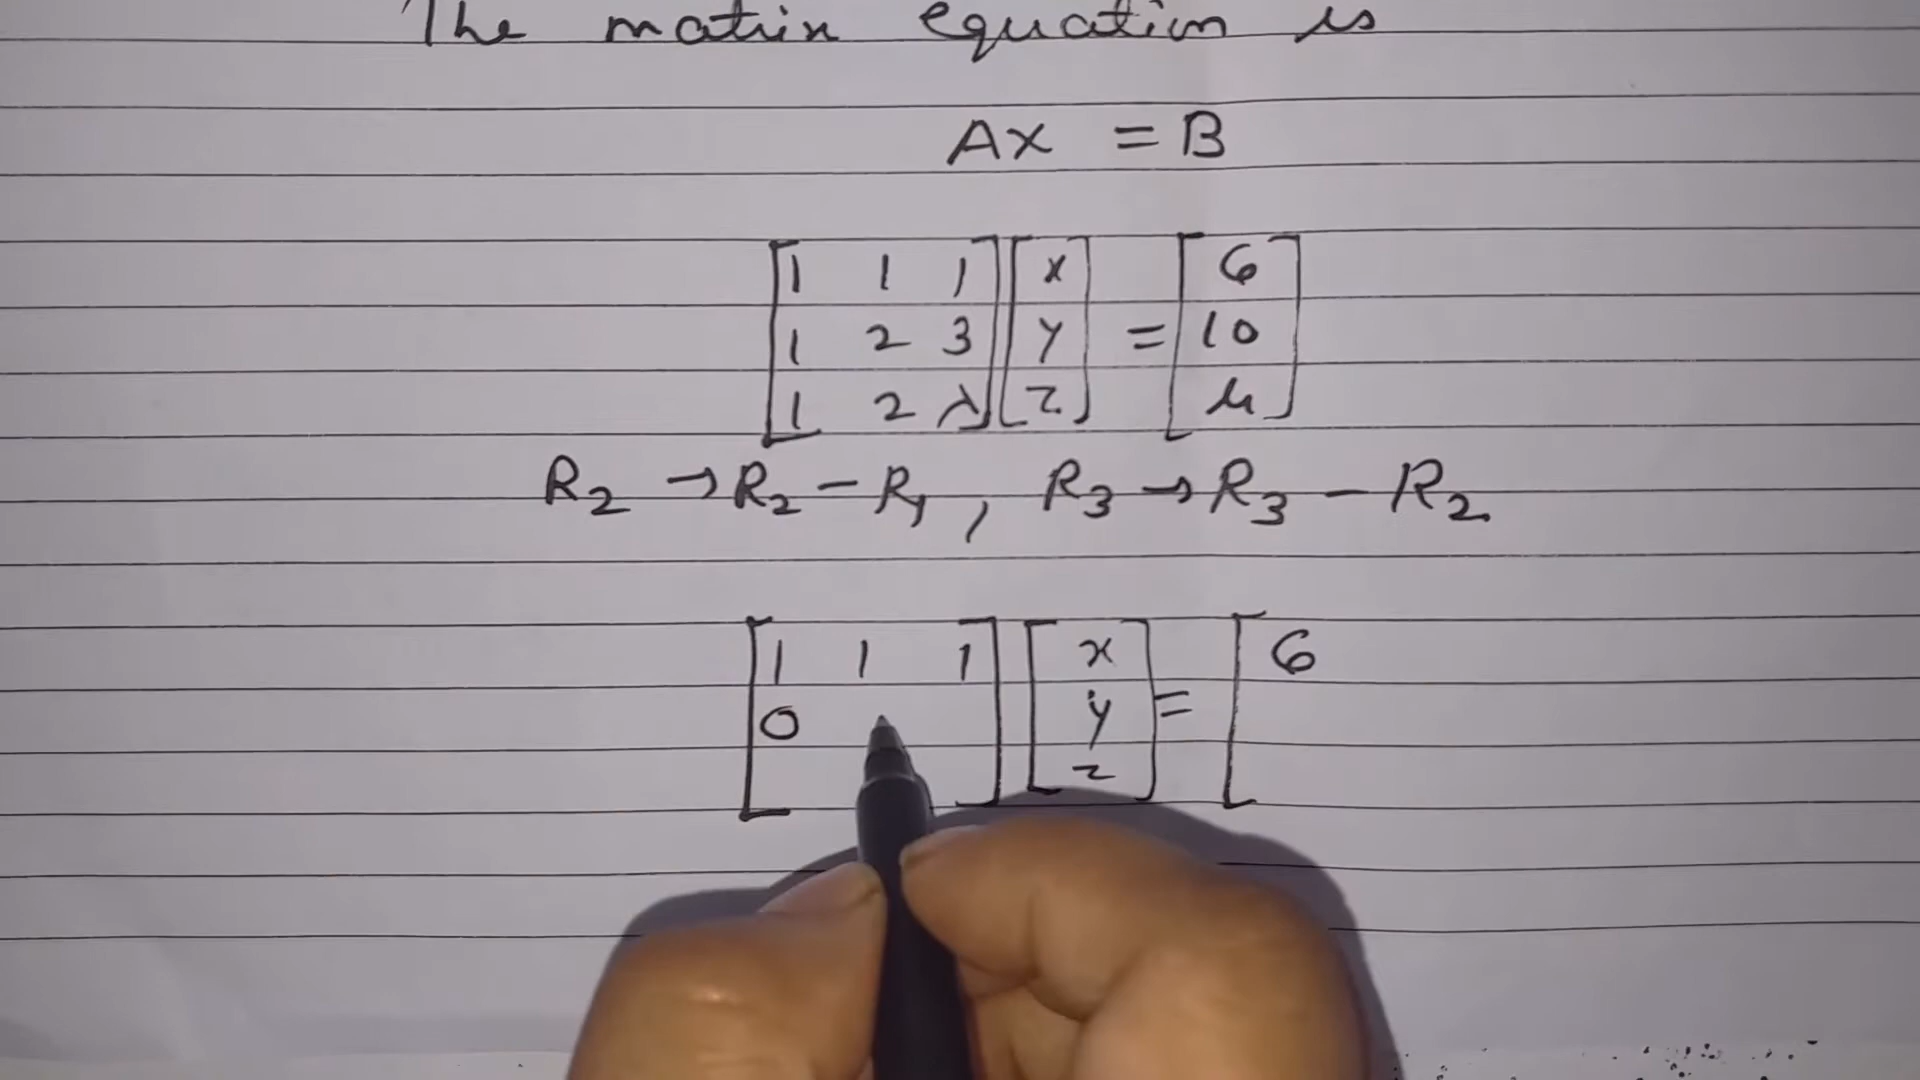 The matrix equation is
AX = B
[1 1 1] [x] = [6]
[1 2 3] [y] = [10]
[1 2 λ] [z] = [μ]
R₂ → R₂ - R₁, R₃ → R₃ - R₂
[1 1 1] [x] = [6
[0 ] [y] =
[z]